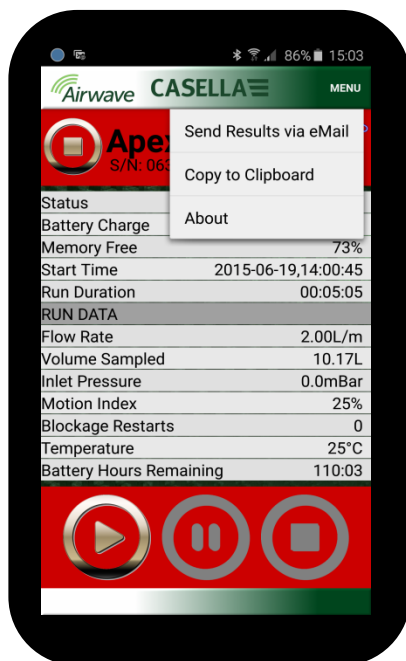 86% 15:03
Airwave CASELLA MENU
Send Results via eMail
Copy to Clipboard
About
Status
Battery Charge
Memory Free 73%
Start Time 2015-06-19,14:00:45
Run Duration 00:05:05
RUN DATA
Flow Rate 2.00L/m
Volume Sampled 10.17L
Inlet Pressure 0.0mBar
Motion Index 25%
Blockage Restarts 0
Temperature 25°C
Battery Hours Remaining 110:03